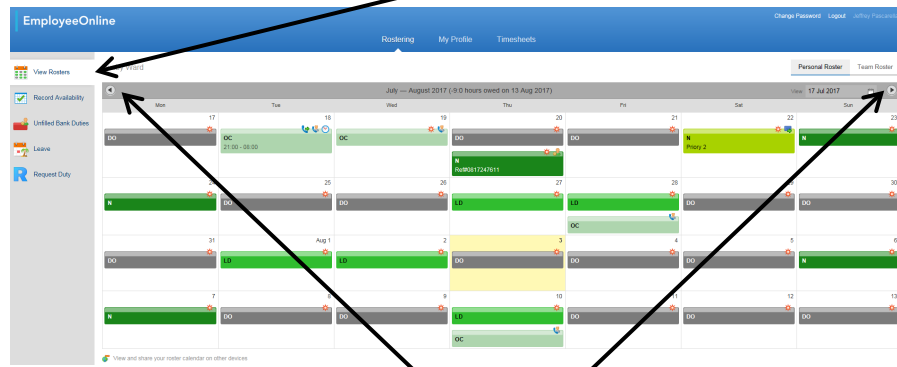 EmployeeOnline
Change Password Logout
Rostering My Profile Timesheets
View Rosters
Ward
Personal Roster Team Roster
Record Availability
July — August 2017 (-9.0 hours owed on 13 Aug 2017)
View 17 Jul 2017
Mon Tue Wed Thu Fri Sat Sun
17 18 19 20 21 22 23
DO OC OC DO DO N N
21:00 - 08:00 Priory 2
Unfilled Bank Duties
Leave
N
Ref#0817247611
Request Duty
24 25 26 27 28 29 30
N DO DO LD LD DO DO
OC
31 Aug 1 2 3 4 5 6
DO LD LD DO DO DO N
7 8 9 10 11 12 13
N DO DO LD DO DO DO
OC
View and share your roster calendar on other devices